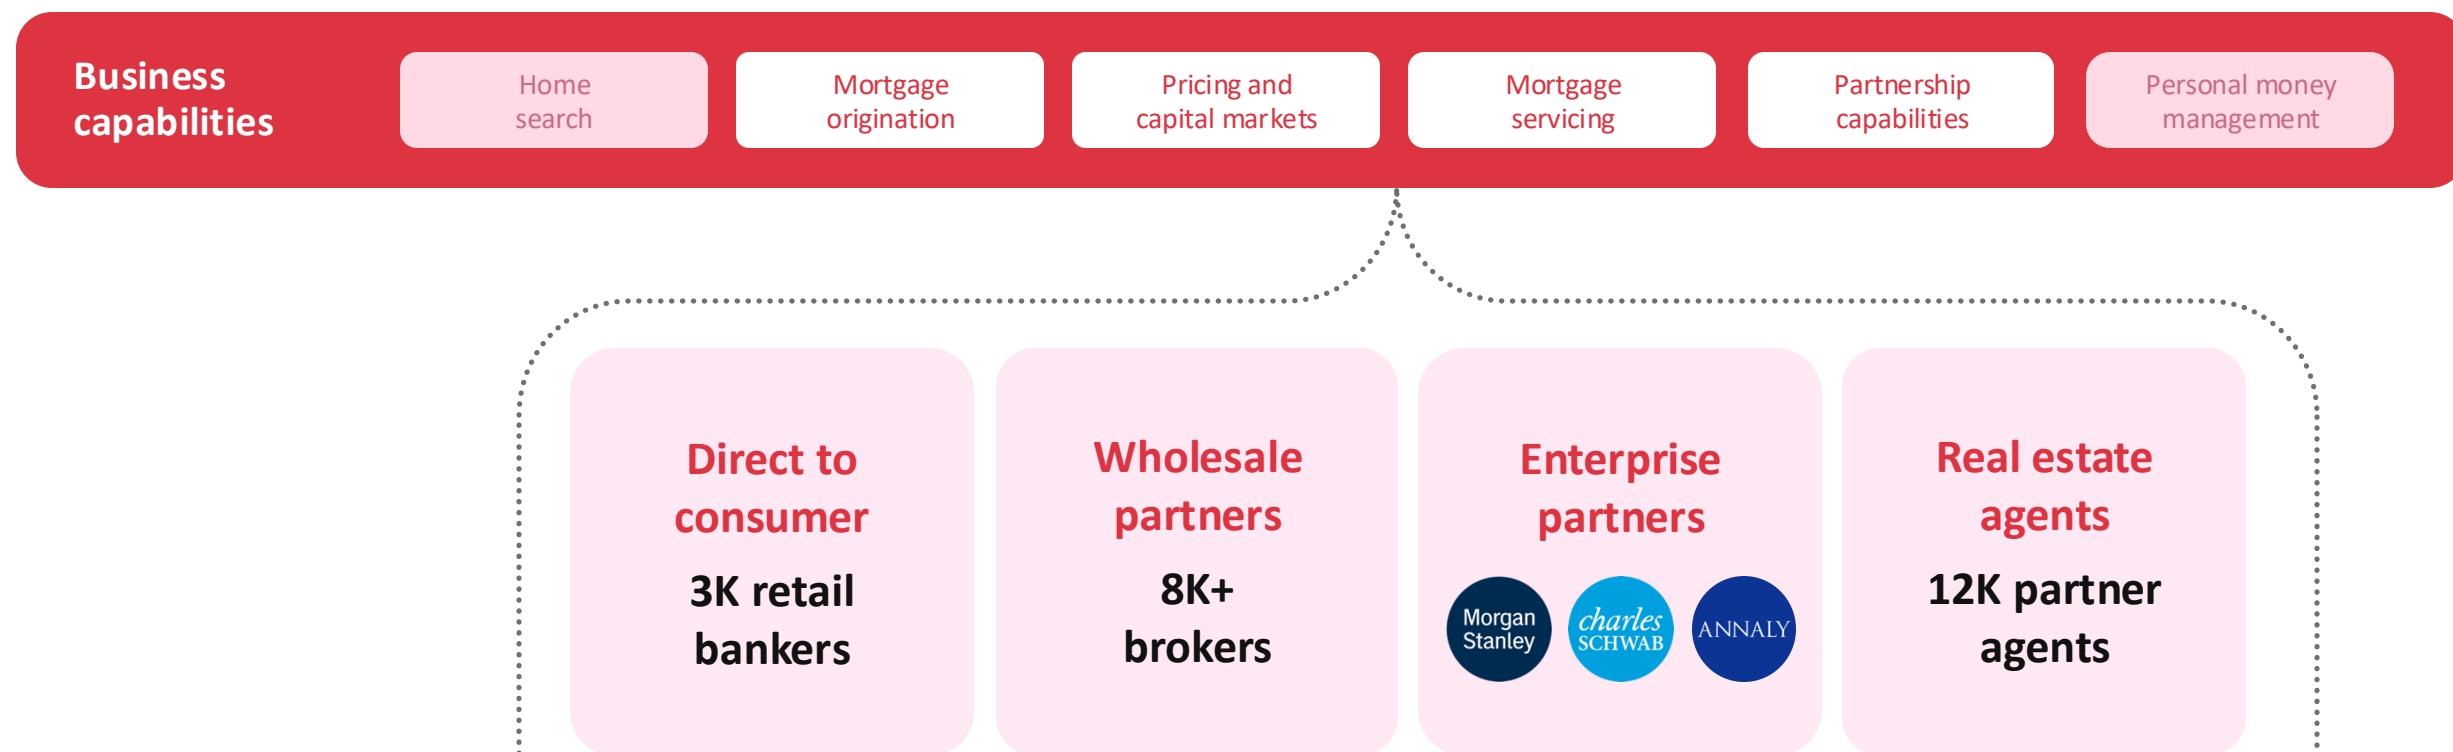 Business
capabilities
Home
search
Mortgage
origination
Pricing and
capital markets
Mortgage
servicing
Partnership
capabilities
Personal money
management
Direct to
consumer
3K retail
bankers
Wholesale
partners
8K+
brokers
Enterprise
partners
Morgan
Stanley
charles
SCHWAB
ANNALY
Real estate
agents
12K partner
agents